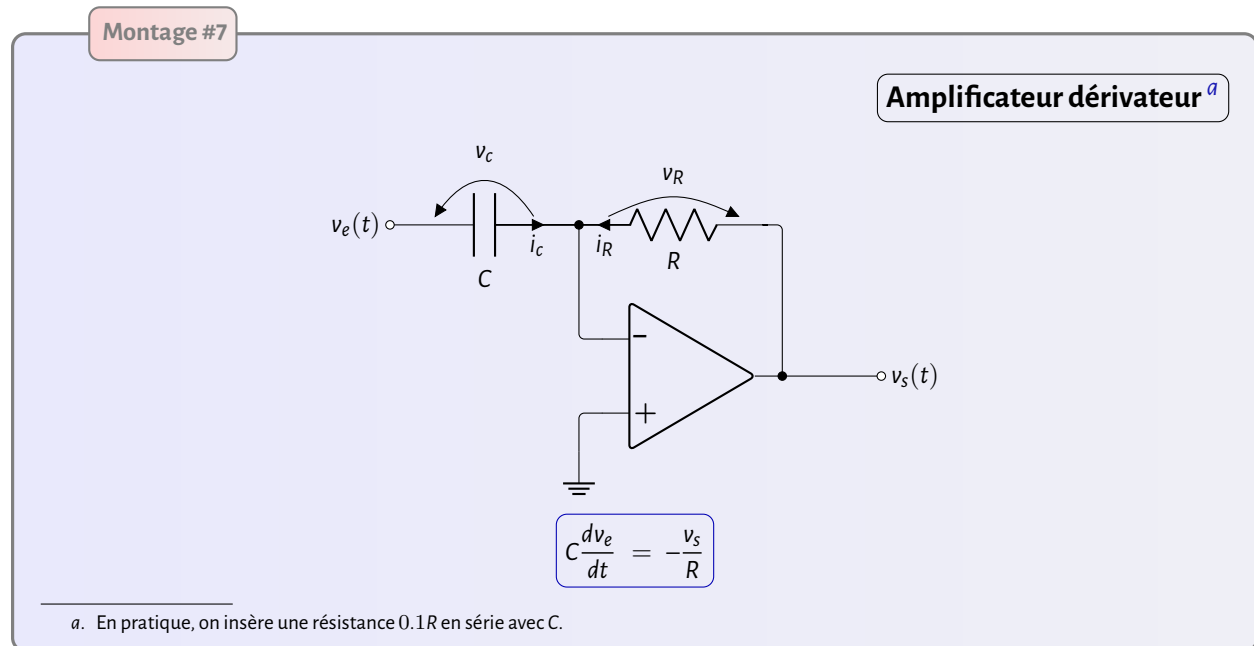 Montage #7
Amplificateur dérivateur a
v_c
v_R
v_e(t)
i_c
i_R
C
R
−
+
v_s(t)
C dv_e/dt = −v_s/R
a. En pratique, on insère une résistance 0.1R en série avec C.